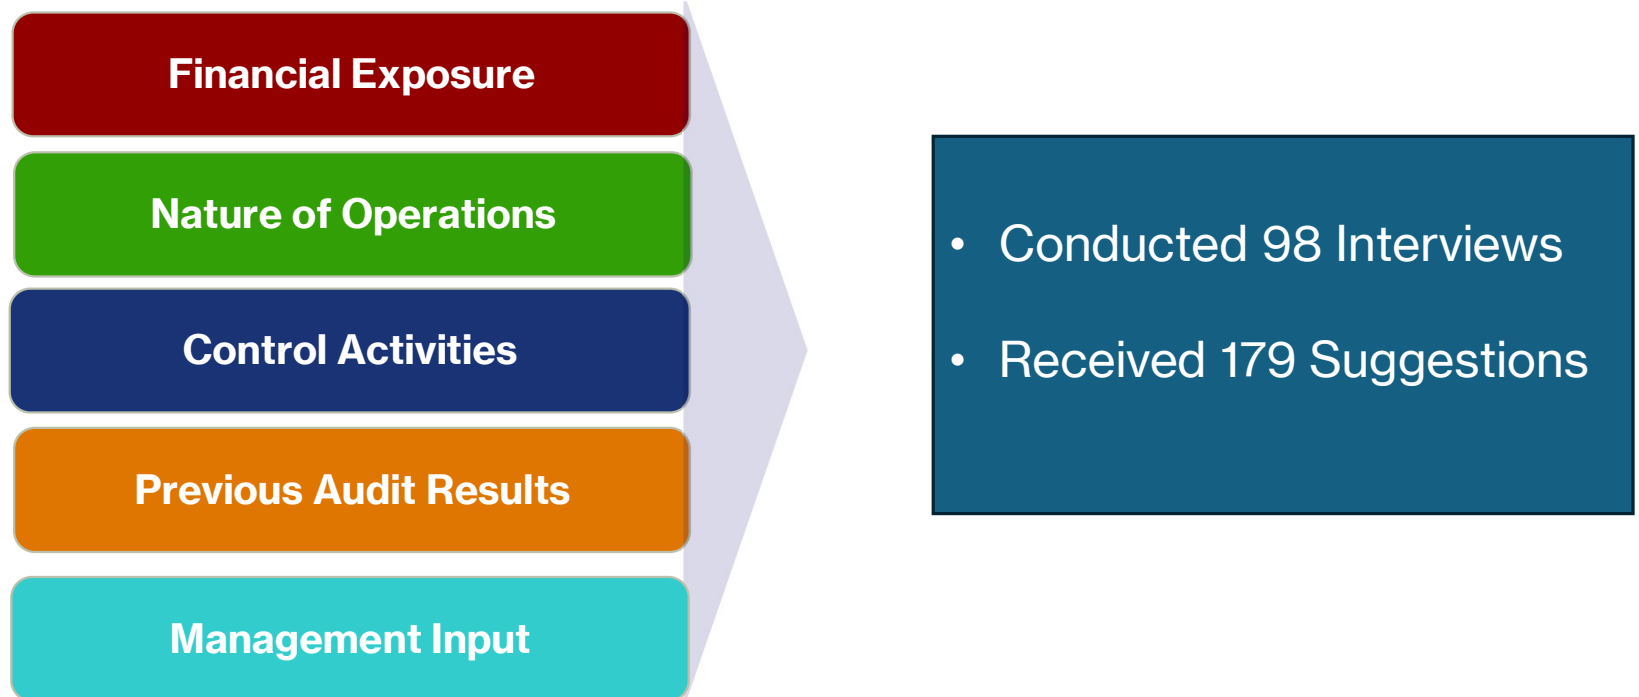 Financial Exposure
Nature of Operations
Control Activities
Previous Audit Results
Management Input
• Conducted 98 Interviews
• Received 179 Suggestions